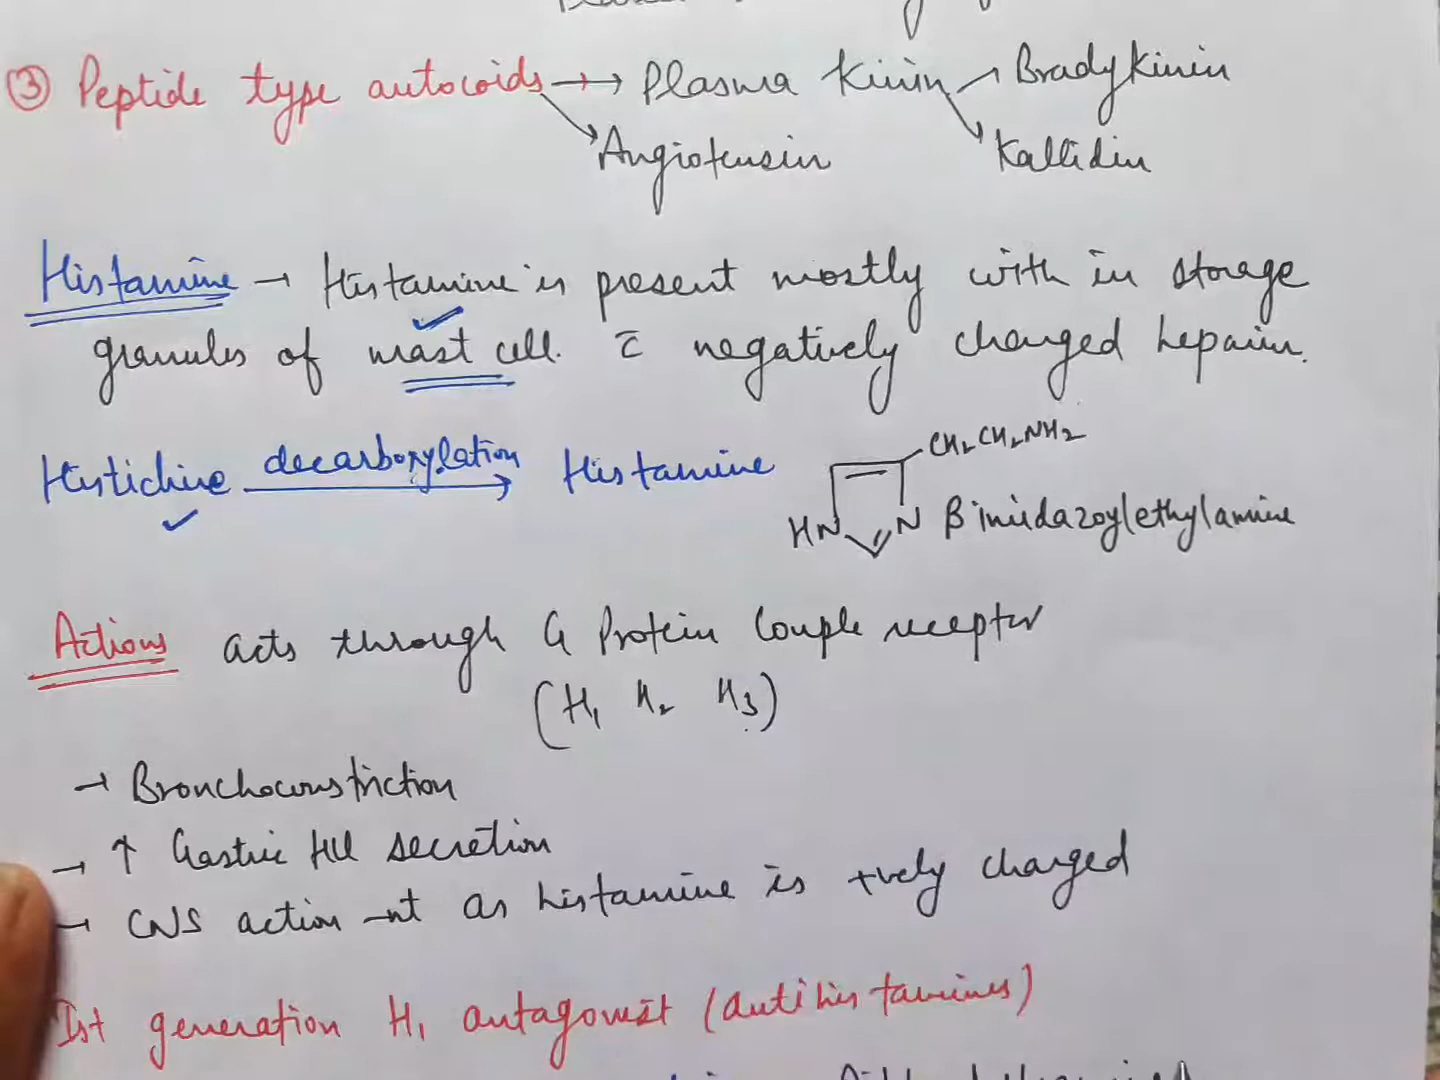 ③ Peptide type autocoids → Plasma Kinin → Bradykinin
Angiotensin Kallidin
Histamine → Histamine is present mostly with in storage
granules of mast cell. c̄ negatively charged heparin.
Histidine decarboxylation → Histamine
CH₂CH₂NH₂
HN N β imidazoylethylamine
Actions acts through G Protein Couple receptor
(H₁ H₂ H₃)
→ Bronchoconstriction
→ ↑ Gastric HCl secretion
→ CNS action -nt as histamine is +vely charged
Ist generation H₁ antagonist (antihistamines)